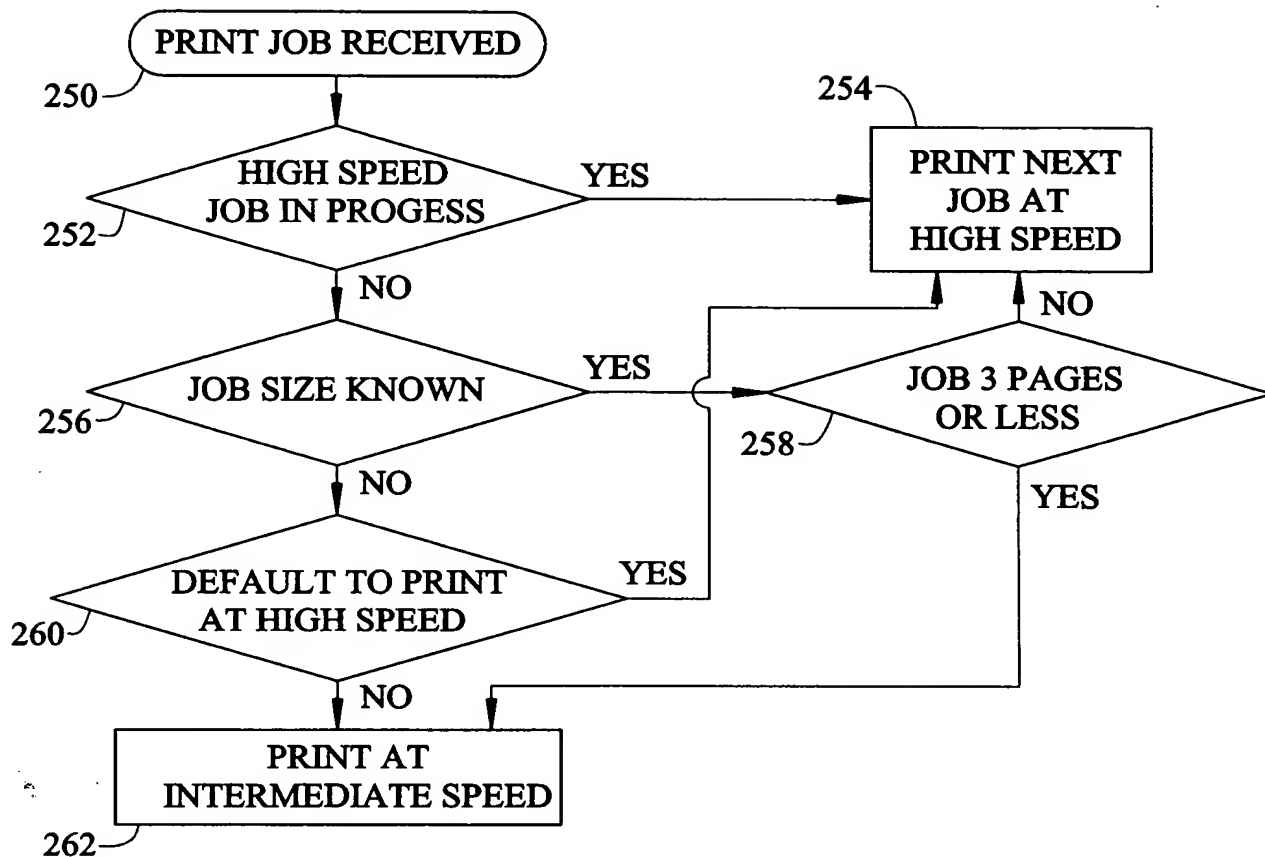 PRINT JOB RECEIVED
250
254
HIGH SPEED
JOB IN PROGESS
YES
252
PRINT NEXT
JOB AT
HIGH SPEED
NO
NO
JOB SIZE KNOWN
YES
256
JOB 3 PAGES
OR LESS
258
NO
YES
DEFAULT TO PRINT
AT HIGH SPEED
YES
260
NO
PRINT AT
INTERMEDIATE SPEED
262